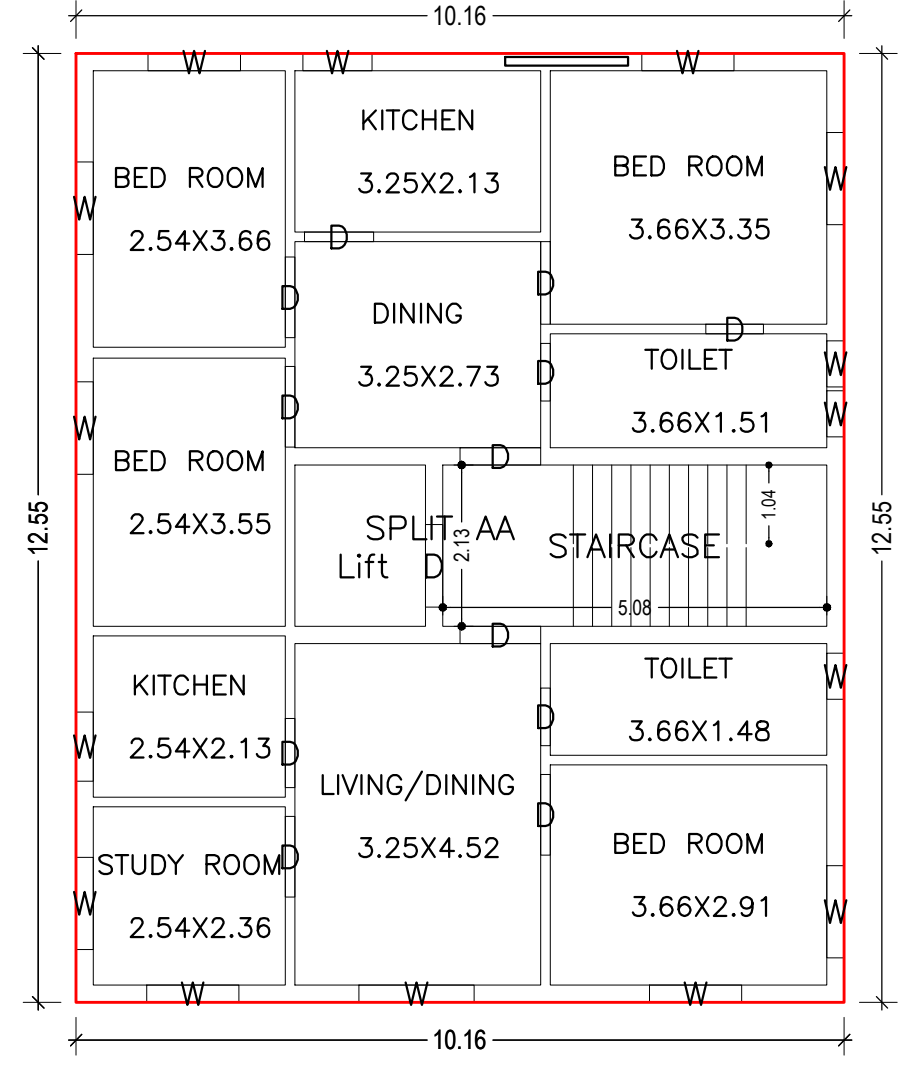 10.16
W
W
W
KITCHEN
3.25X2.13
BED ROOM
2.54X3.66
BED ROOM
3.66X3.35
W
W
D
D
D
DINING
3.25X2.73
D
TOILET
3.66X1.51
W
W
D
D
W
BED ROOM
2.54X3.55
D
12.55
12.55
SPLIT AA
Lift
D
2.13
STAIRCASE
1.04
5.08
D
KITCHEN
2.54X2.13
W
D
TOILET
3.66X1.48
W
D
LIVING/DINING
3.25X4.52
D
STUDY ROOM
2.54X2.36
D
W
BED ROOM
3.66X2.91
W
W
W
W
10.16